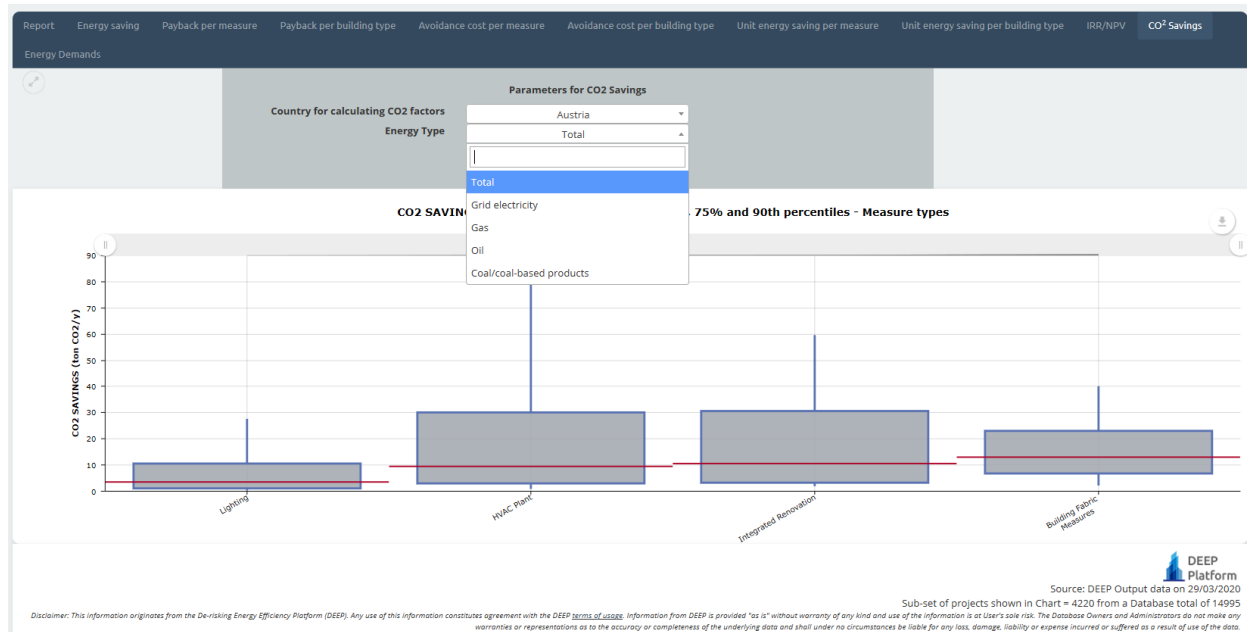 Report Energy saving Payback per measure Payback per building type Avoidance cost per measure Avoidance cost per building type Unit energy saving per measure Unit energy saving per building type IRR/NPV CO² Savings
Energy Demands
Parameters for CO2 Savings
Country for calculating CO2 factors Austria
Energy Type Total
Total
Grid electricity
Gas
Oil
Coal/coal-based products
CO2 SAVIN 75% and 90th percentiles - Measure types
90
80
70
60
50
40
30
20
10
0
CO2 SAVINGS (ton CO2/y)
Lighting
HVAC Plant
Integrated Renovation
Building Fabric
Measures
DEEP
Platform
Source: DEEP Output data on 29/03/2020
Sub-set of projects shown in Chart = 4220 from a Database total of 14995
Disclaimer: This information originates from the De-risking Energy Efficiency Platform (DEEP). Any use of this information constitutes agreement with the DEEP terms of usage. Information from DEEP is provided "as is" without warranty of any kind and use of the information is at User's sole risk. The Database Owners and Administrators do not make any
warranties or representations as to the accuracy or completeness of the underlying data and shall under no circumstances be liable for any loss, damage, liability or expense incurred or suffered as a result of use of the data.